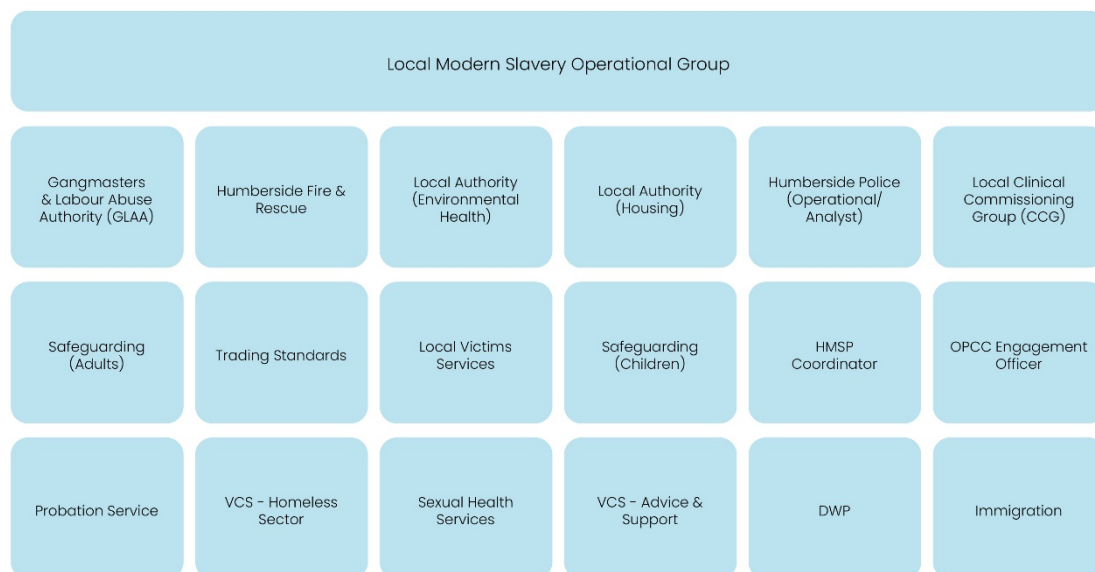 Local Modern Slavery Operational Group
Gangmasters
& Labour Abuse
Authority (GLAA)
Humberside Fire &
Rescue
Local Authority
(Environmental
Health)
Local Authority
(Housing)
Humberside Police
(Operational/
Analyst)
Local Clinical
Commissioning
Group (CCG)
Safeguarding
(Adults)
Trading Standards
Local Victims
Services
Safeguarding
(Children)
HMSP
Coordinator
OPCC Engagement
Officer
Probation Service
VCS - Homeless
Sector
Sexual Health
Services
VCS - Advice &
Support
DWP
Immigration